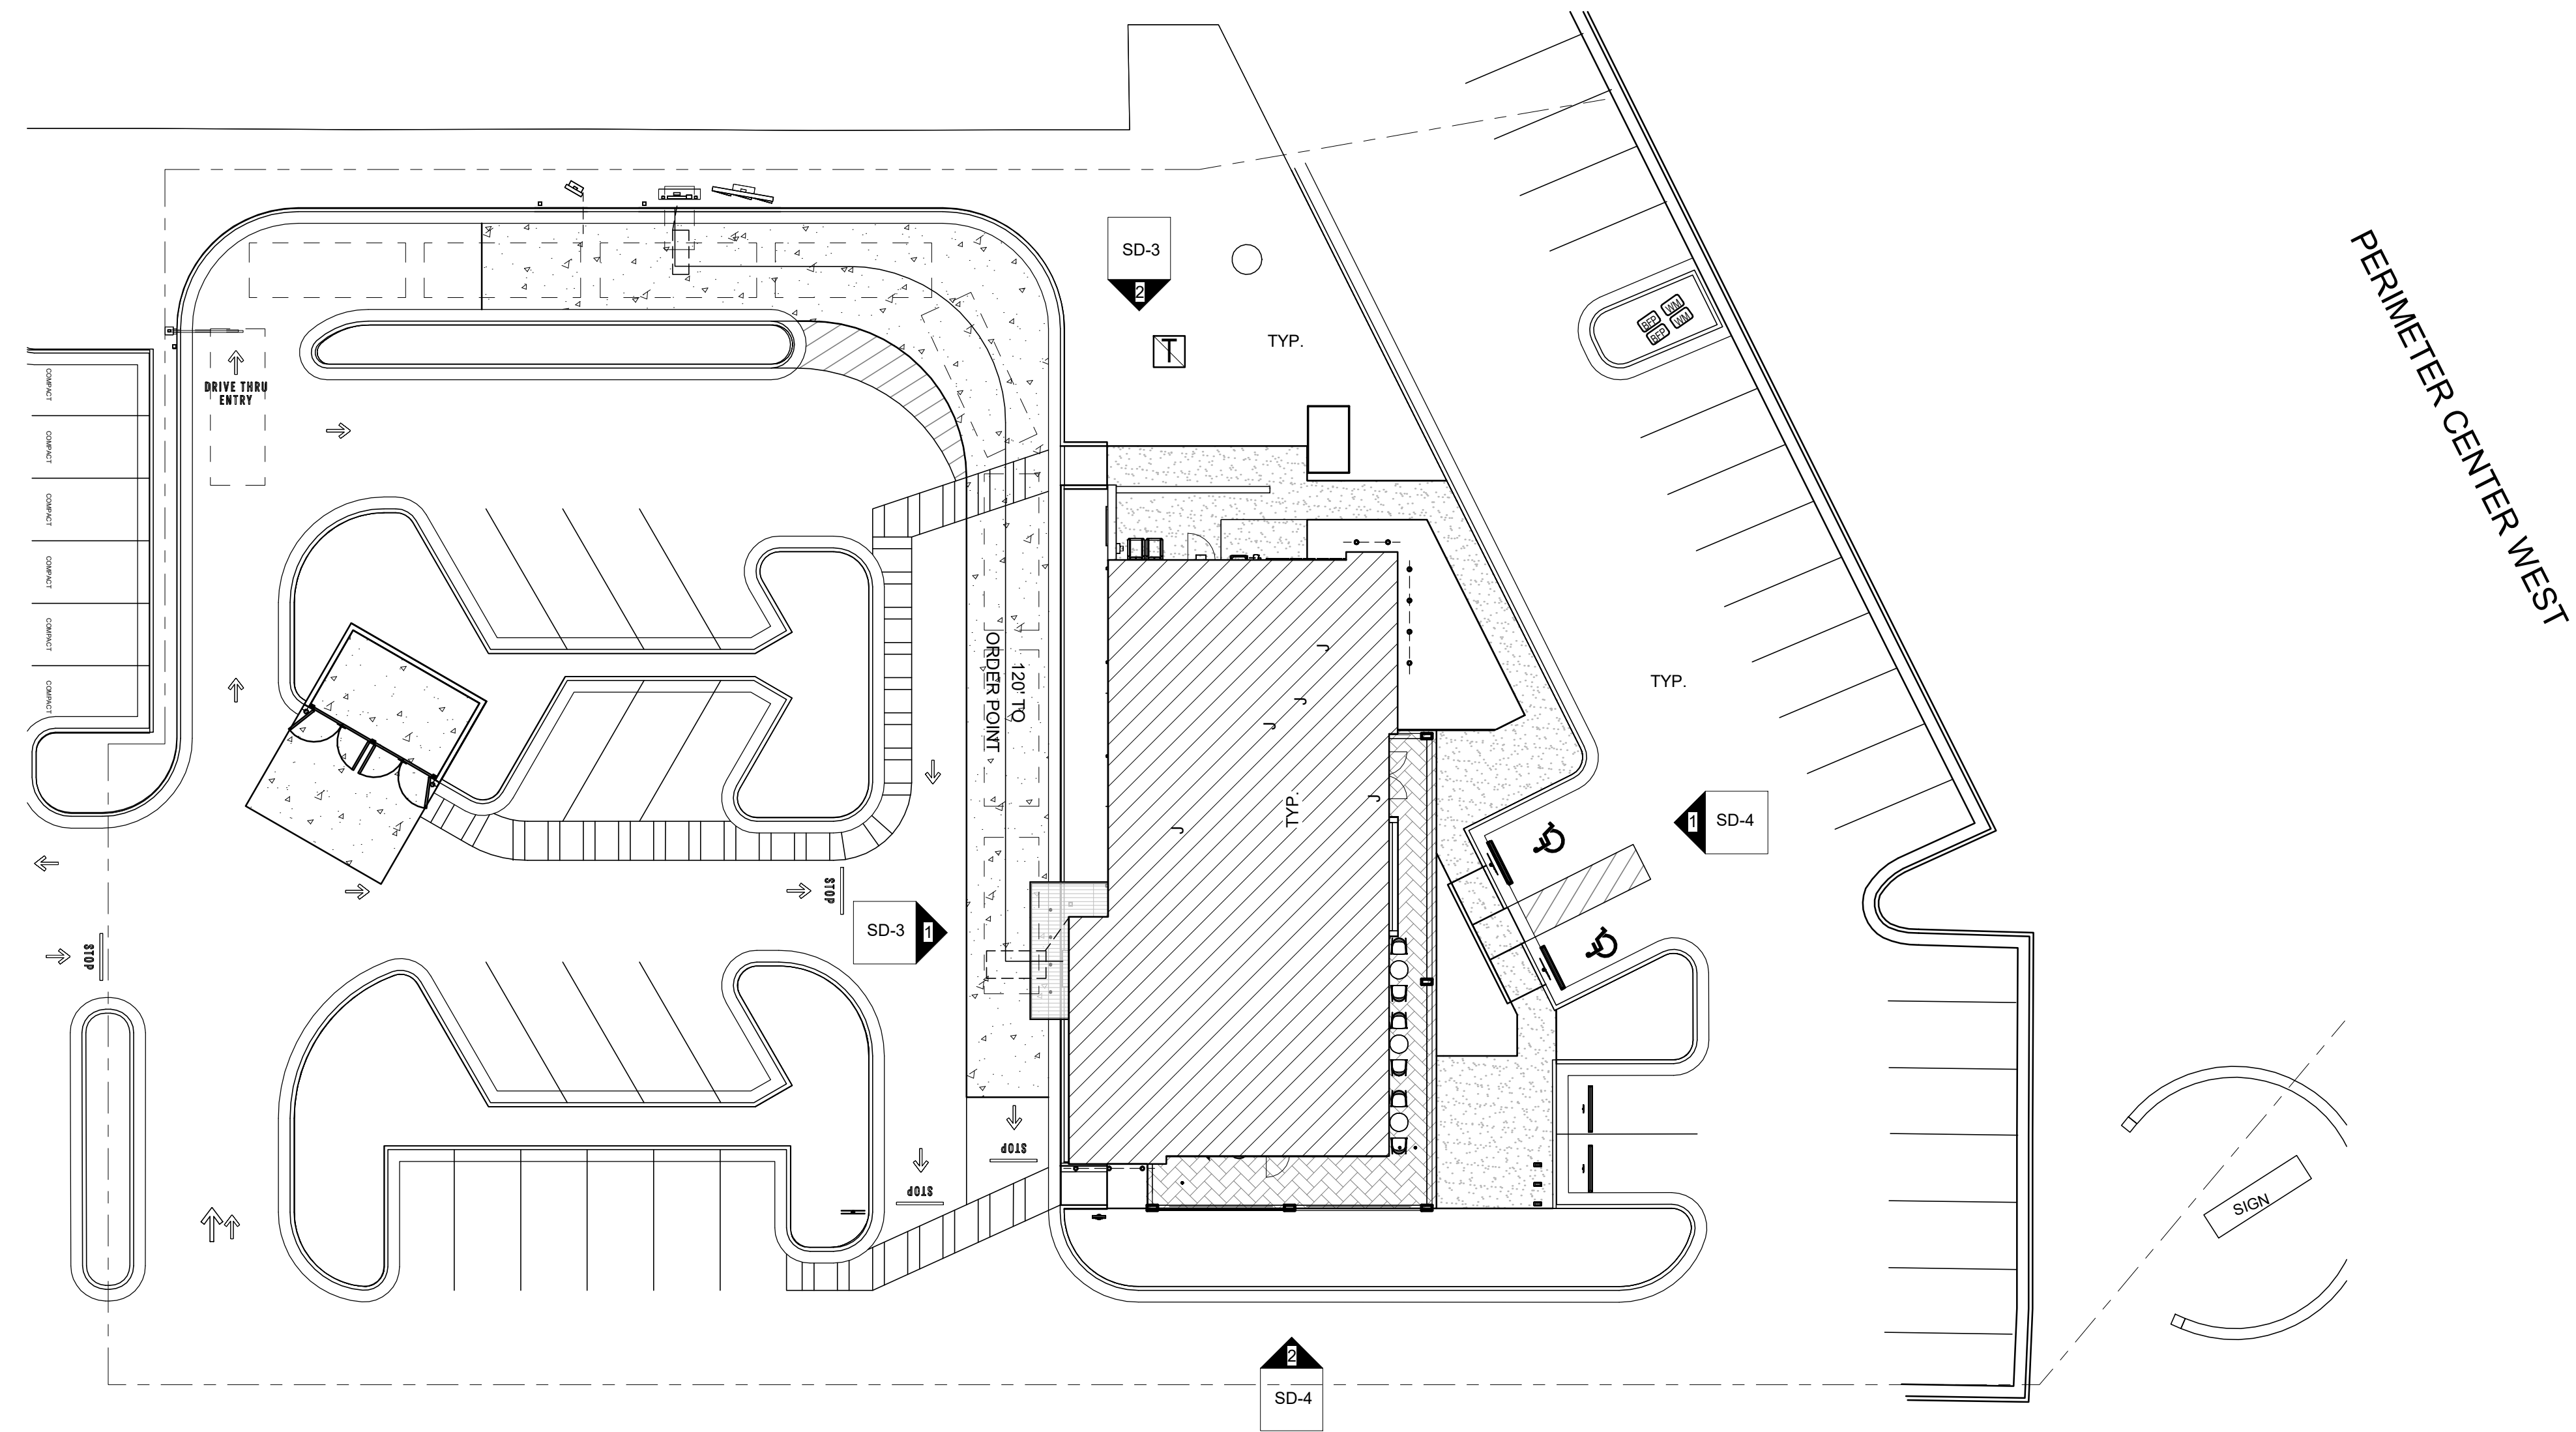 SD-3
2
TYP.
T
BFP
WM
BFP
WM
PERIMETER CENTER WEST
DRIVE THRU
ENTRY
COMPACT
COMPACT
COMPACT
COMPACT
COMPACT
COMPACT
120' TO
ORDER POINT
TYP.
TYP.
J
J
J
J
J
1
SD-4
STOP
SD-3
1
STOP
STOP
STOP
SIGN
2
SD-4